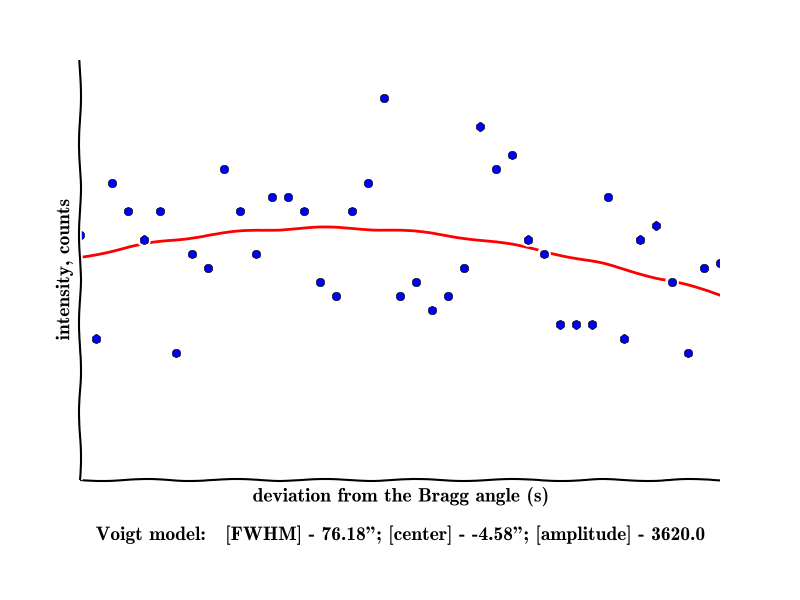 intensity, counts
deviation from the Bragg angle (s)
Voigt model: [FWHM] - 76.18”; [center] - -4.58”; [amplitude] - 3620.0